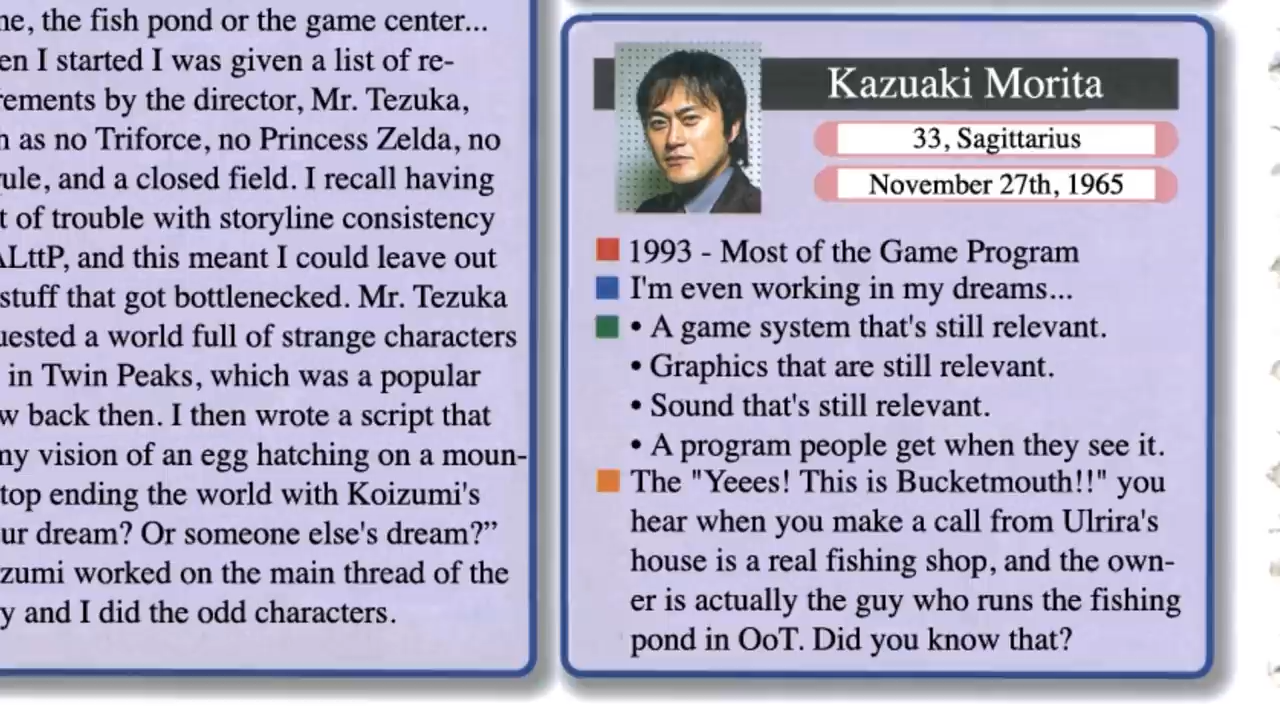 ne, the fish pond or the game center...
en I started I was given a list of re-
rements by the director, Mr. Tezuka,
h as no Triforce, no Princess Zelda, no
rule, and a closed field. I recall having
t of trouble with storyline consistency
ALttP, and this meant I could leave out
stuff that got bottlenecked. Mr. Tezuka
uested a world full of strange characters
in Twin Peaks, which was a popular
w back then. I then wrote a script that
my vision of an egg hatching on a moun-
top ending the world with Koizumi's
ur dream? Or someone else's dream?”
zumi worked on the main thread of the
y and I did the odd characters.
Kazuaki Morita
33, Sagittarius
November 27th, 1965
1993 - Most of the Game Program
I'm even working in my dreams...
• A game system that's still relevant.
• Graphics that are still relevant.
• Sound that's still relevant.
• A program people get when they see it.
The "Yeees! This is Bucketmouth!!" you
hear when you make a call from Ulrira's
house is a real fishing shop, and the own-
er is actually the guy who runs the fishing
pond in OoT. Did you know that?